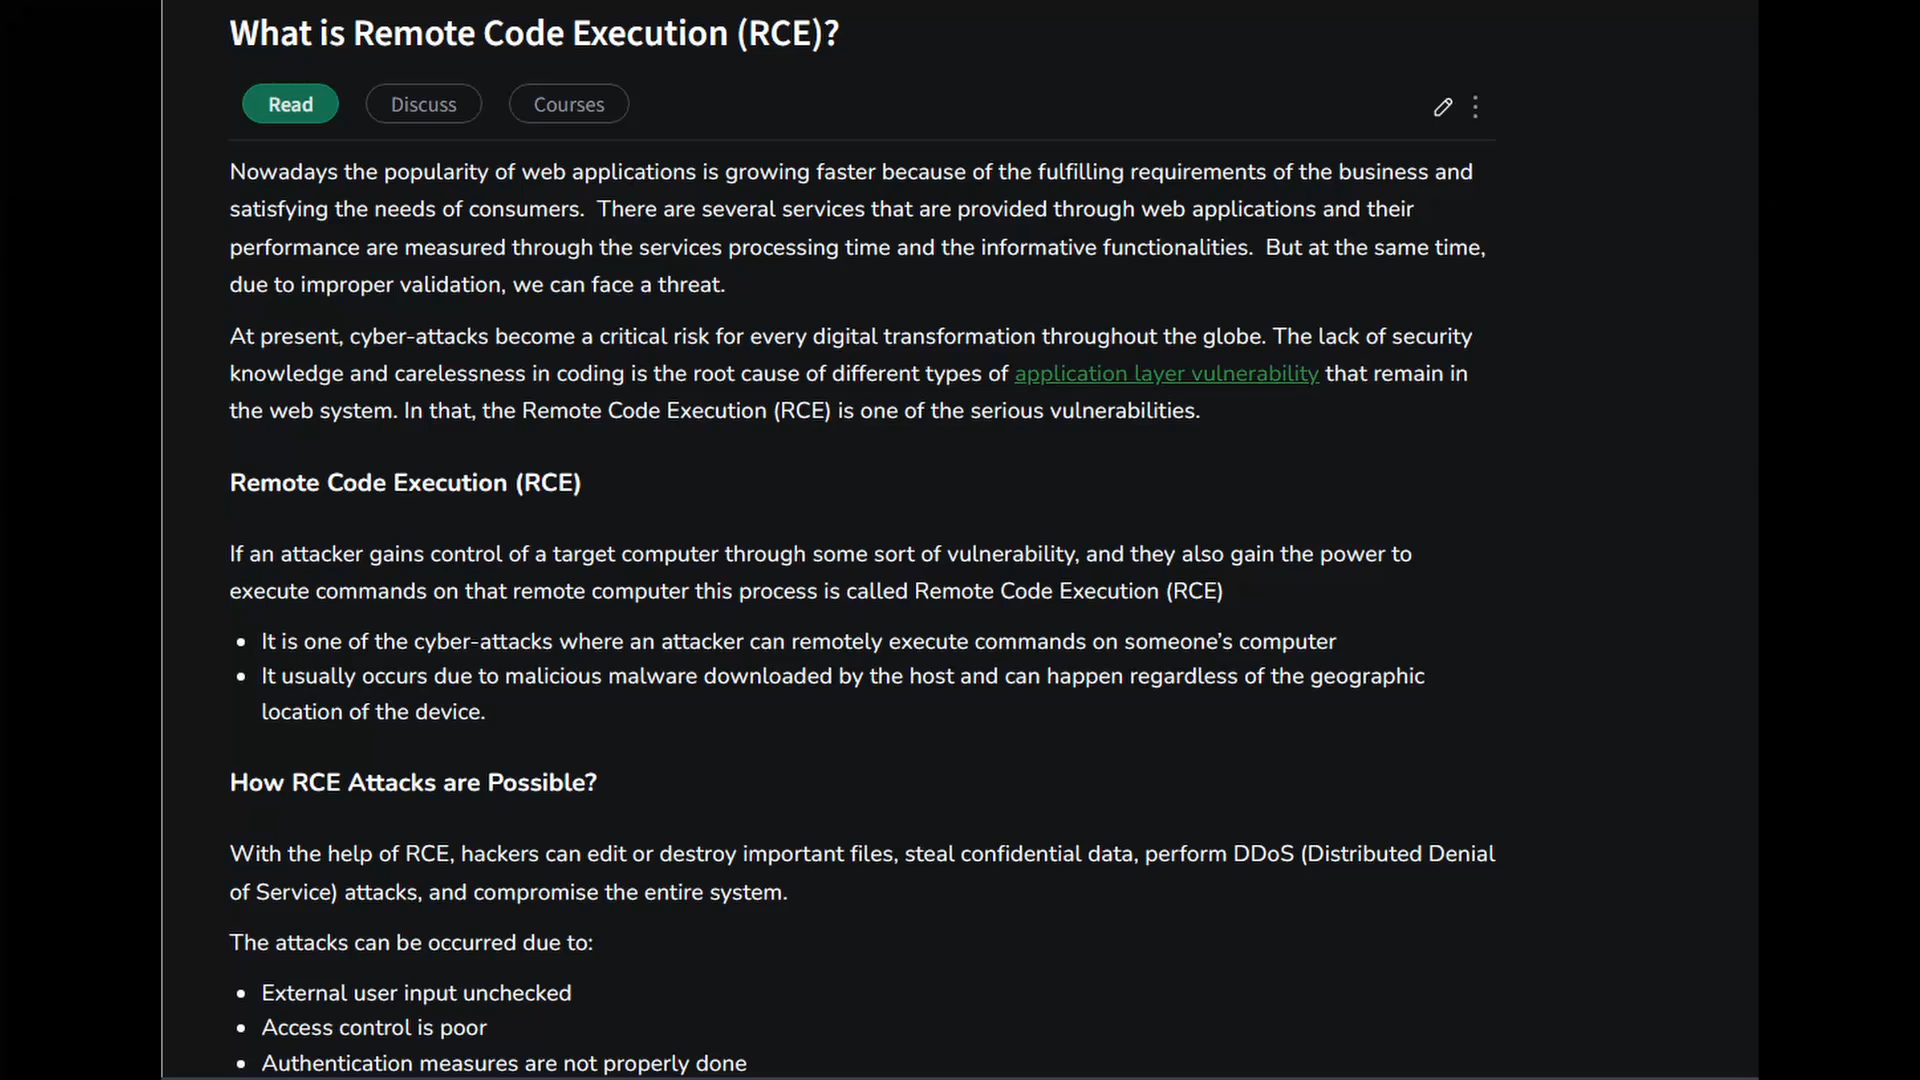 What is Remote Code Execution (RCE)?
Read Discuss Courses
Nowadays the popularity of web applications is growing faster because of the fulfilling requirements of the business and
satisfying the needs of consumers.  There are several services that are provided through web applications and their
performance are measured through the services processing time and the informative functionalities.  But at the same time,
due to improper validation, we can face a threat.
At present, cyber-attacks become a critical risk for every digital transformation throughout the globe. The lack of security
knowledge and carelessness in coding is the root cause of different types of application layer vulnerability that remain in
the web system. In that, the Remote Code Execution (RCE) is one of the serious vulnerabilities.
Remote Code Execution (RCE)
If an attacker gains control of a target computer through some sort of vulnerability, and they also gain the power to
execute commands on that remote computer this process is called Remote Code Execution (RCE)
• It is one of the cyber-attacks where an attacker can remotely execute commands on someone’s computer
• It usually occurs due to malicious malware downloaded by the host and can happen regardless of the geographic
location of the device.
How RCE Attacks are Possible?
With the help of RCE, hackers can edit or destroy important files, steal confidential data, perform DDoS (Distributed Denial
of Service) attacks, and compromise the entire system.
The attacks can be occurred due to:
• External user input unchecked
• Access control is poor
• Authentication measures are not properly done